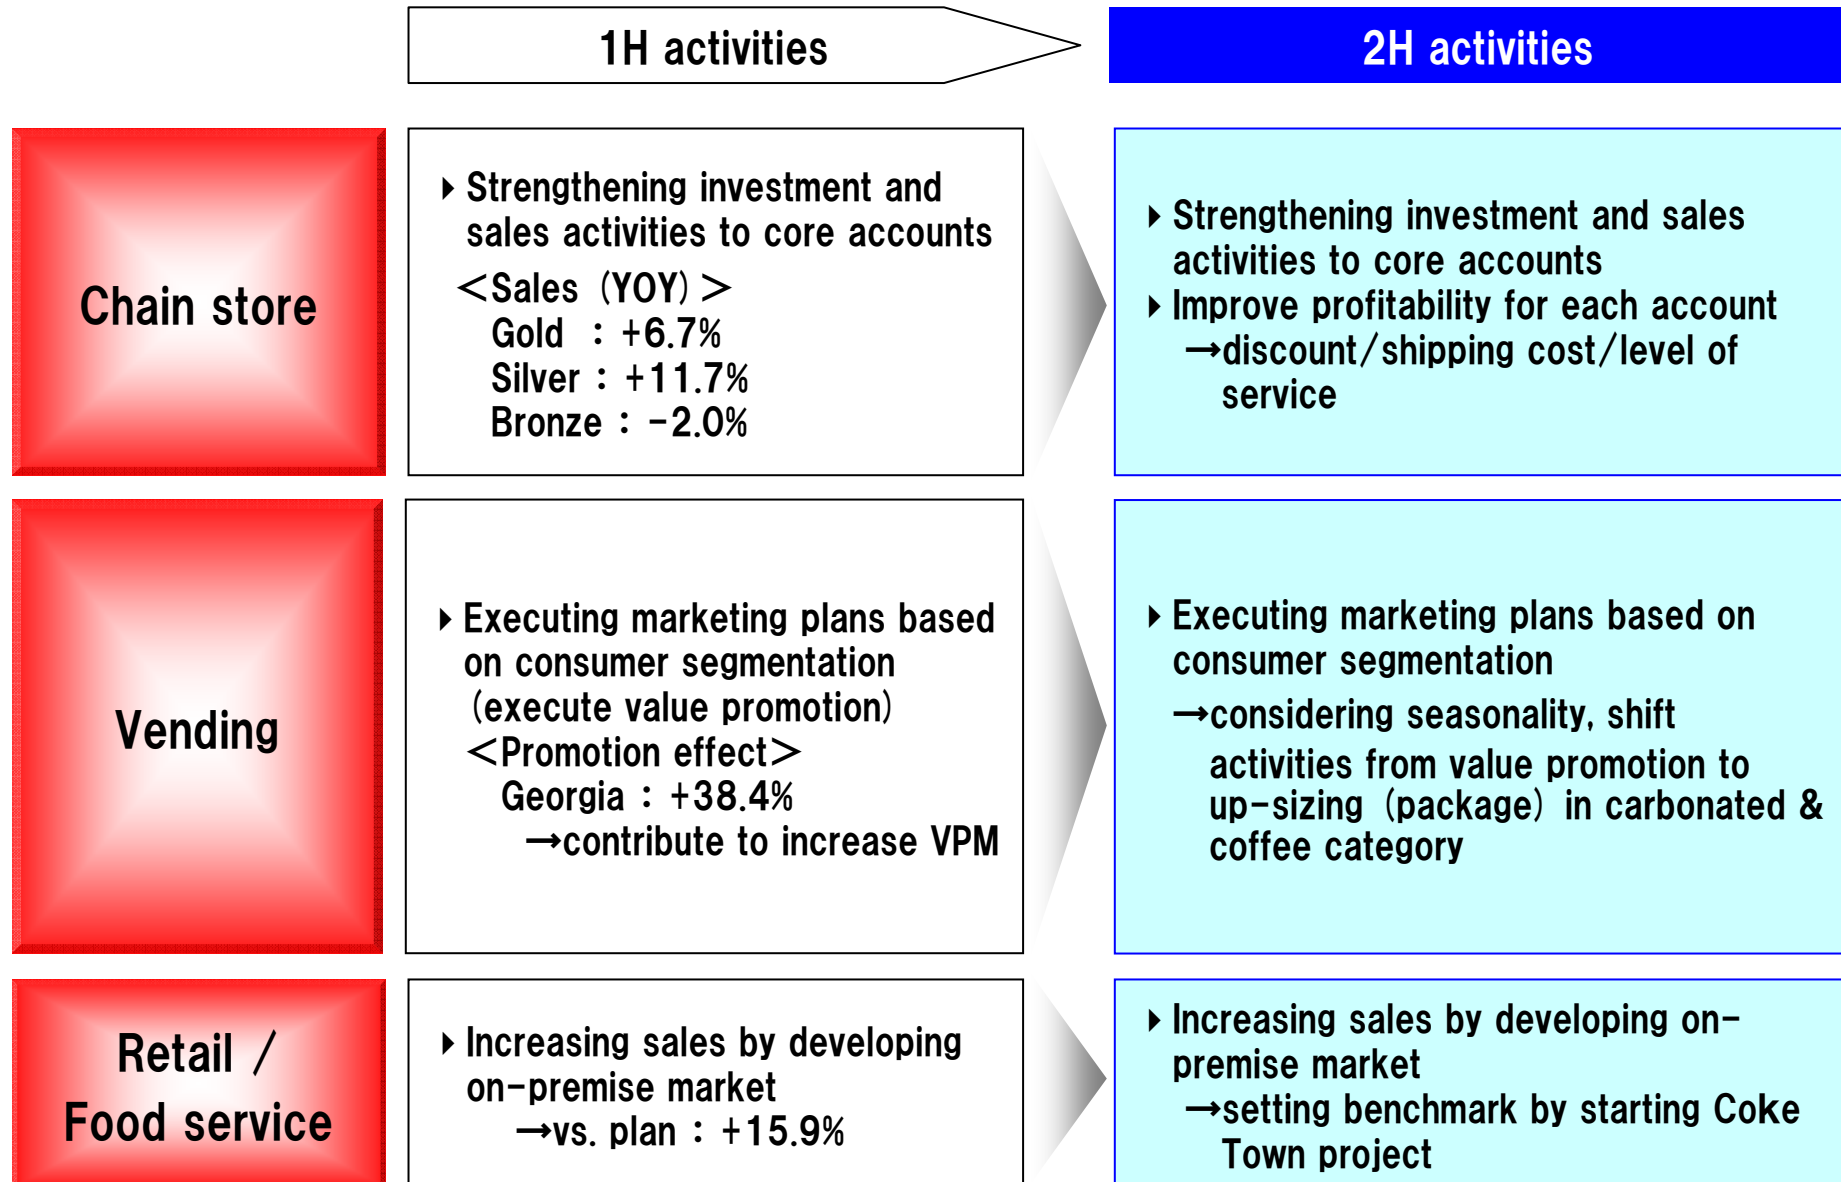 1H activities
2H activities
Chain store
▶ Strengthening investment and
sales activities to core accounts
＜Sales (YOY)＞
Gold : +6.7%
Silver : +11.7%
Bronze : -2.0%
▶ Strengthening investment and sales
activities to core accounts
▶ Improve profitability for each account
→discount/shipping cost/level of
service
Vending
▶ Executing marketing plans based
on consumer segmentation
(execute value promotion)
＜Promotion effect＞
Georgia : +38.4%
→contribute to increase VPM
▶ Executing marketing plans based on
consumer segmentation
→considering seasonality, shift
activities from value promotion to
up-sizing (package) in carbonated &
coffee category
Retail /
Food service
▶ Increasing sales by developing
on-premise market
→vs. plan : +15.9%
▶ Increasing sales by developing on-
premise market
→setting benchmark by starting Coke
Town project